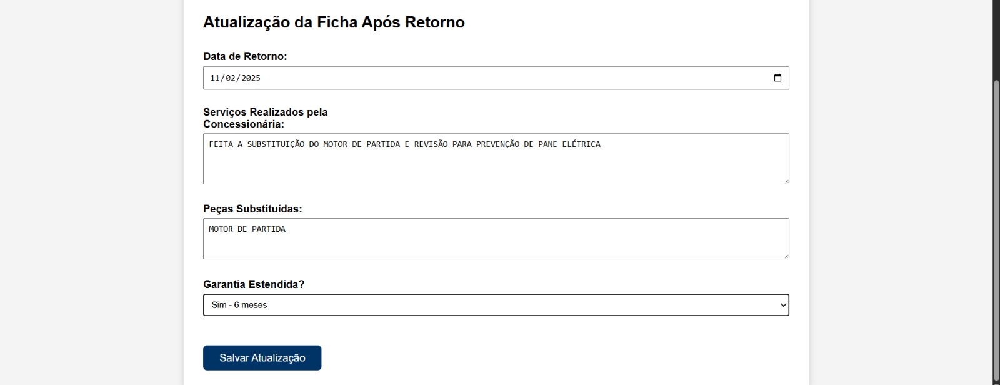 Atualização da Ficha Após Retorno
Data de Retorno:
11/02/2025
Serviços Realizados pela
Concessionária:
FEITA A SUBSTITUIÇÃO DO MOTOR DE PARTIDA E REVISÃO PARA PREVENÇÃO DE PANE ELÉTRICA
Peças Substituídas:
MOTOR DE PARTIDA
Garantia Estendida?
Sim - 6 meses
Salvar Atualização